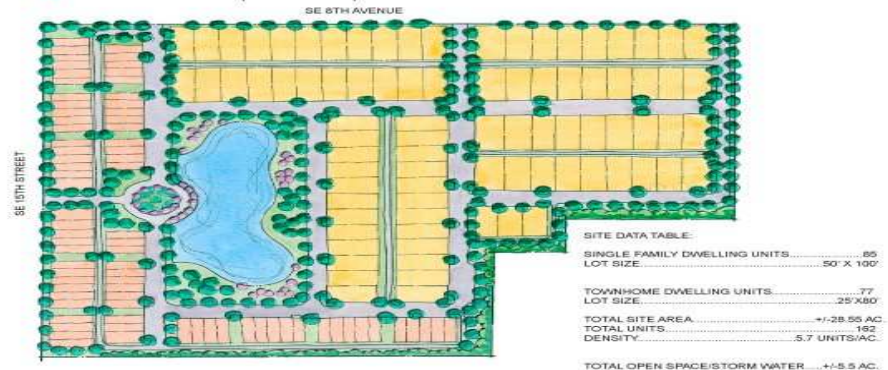 SE 8TH AVENUE
SE 15TH STREET
SITE DATA TABLE:
SINGLE FAMILY DWELLING UNITS..............85
LOT SIZE..............50' X 100'
TOWNHOME DWELLING UNITS..............77
LOT SIZE..............25'X80'
TOTAL SITE AREA..............+/-28.55 AC.
TOTAL UNITS..............162
DENSITY..............5.7 UNITS/AC.
TOTAL OPEN SPACE/STORM WATER.....+/-5.5 AC.